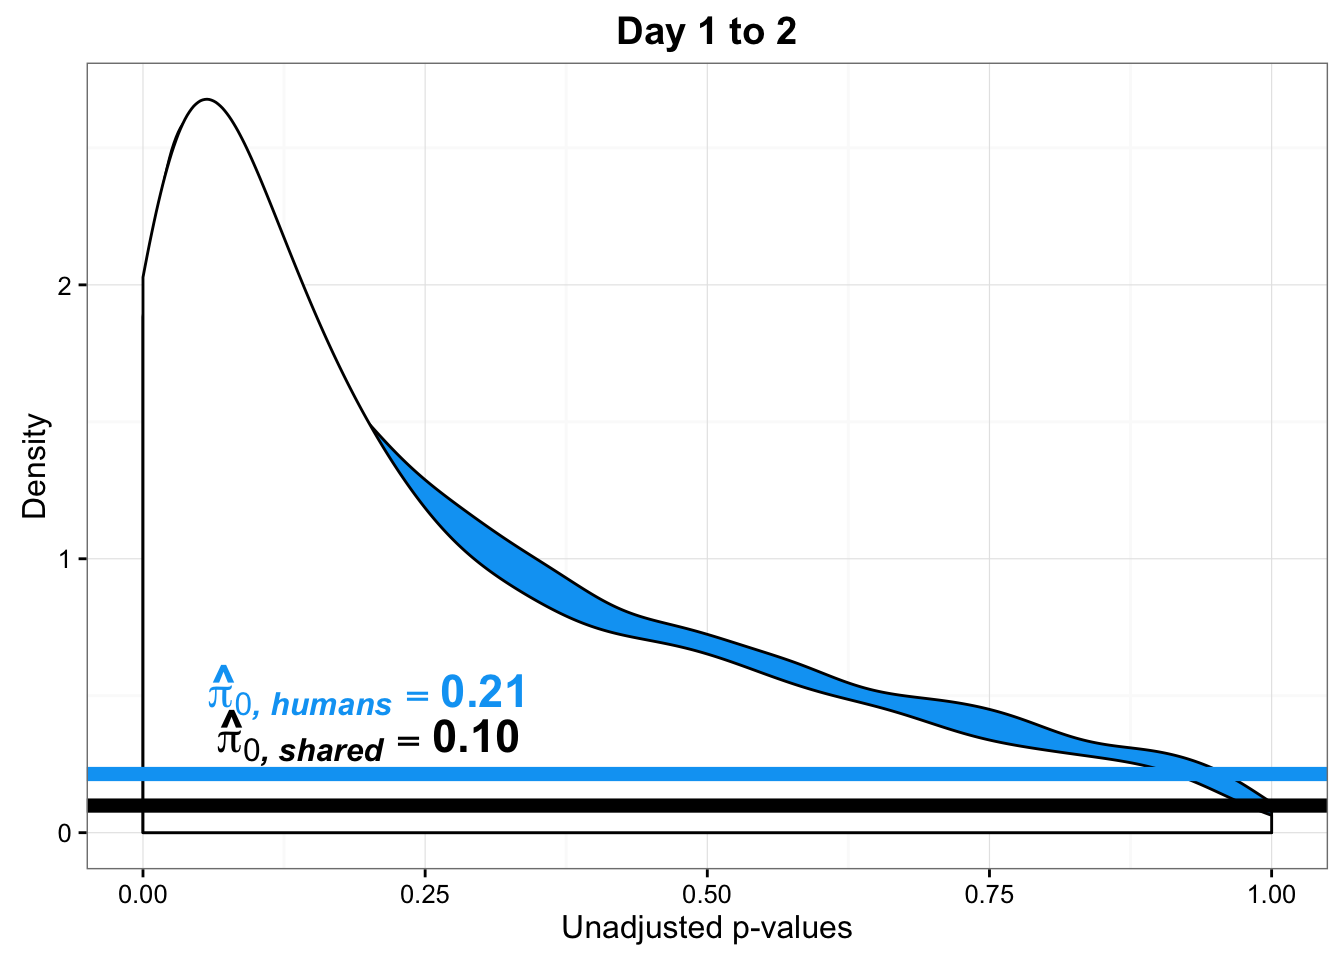 Day 1 to 2
Density
2
1
0
π̂0, humans = 0.21
π̂0, shared = 0.10
0.00 0.25 0.50 0.75 1.00
Unadjusted p-values